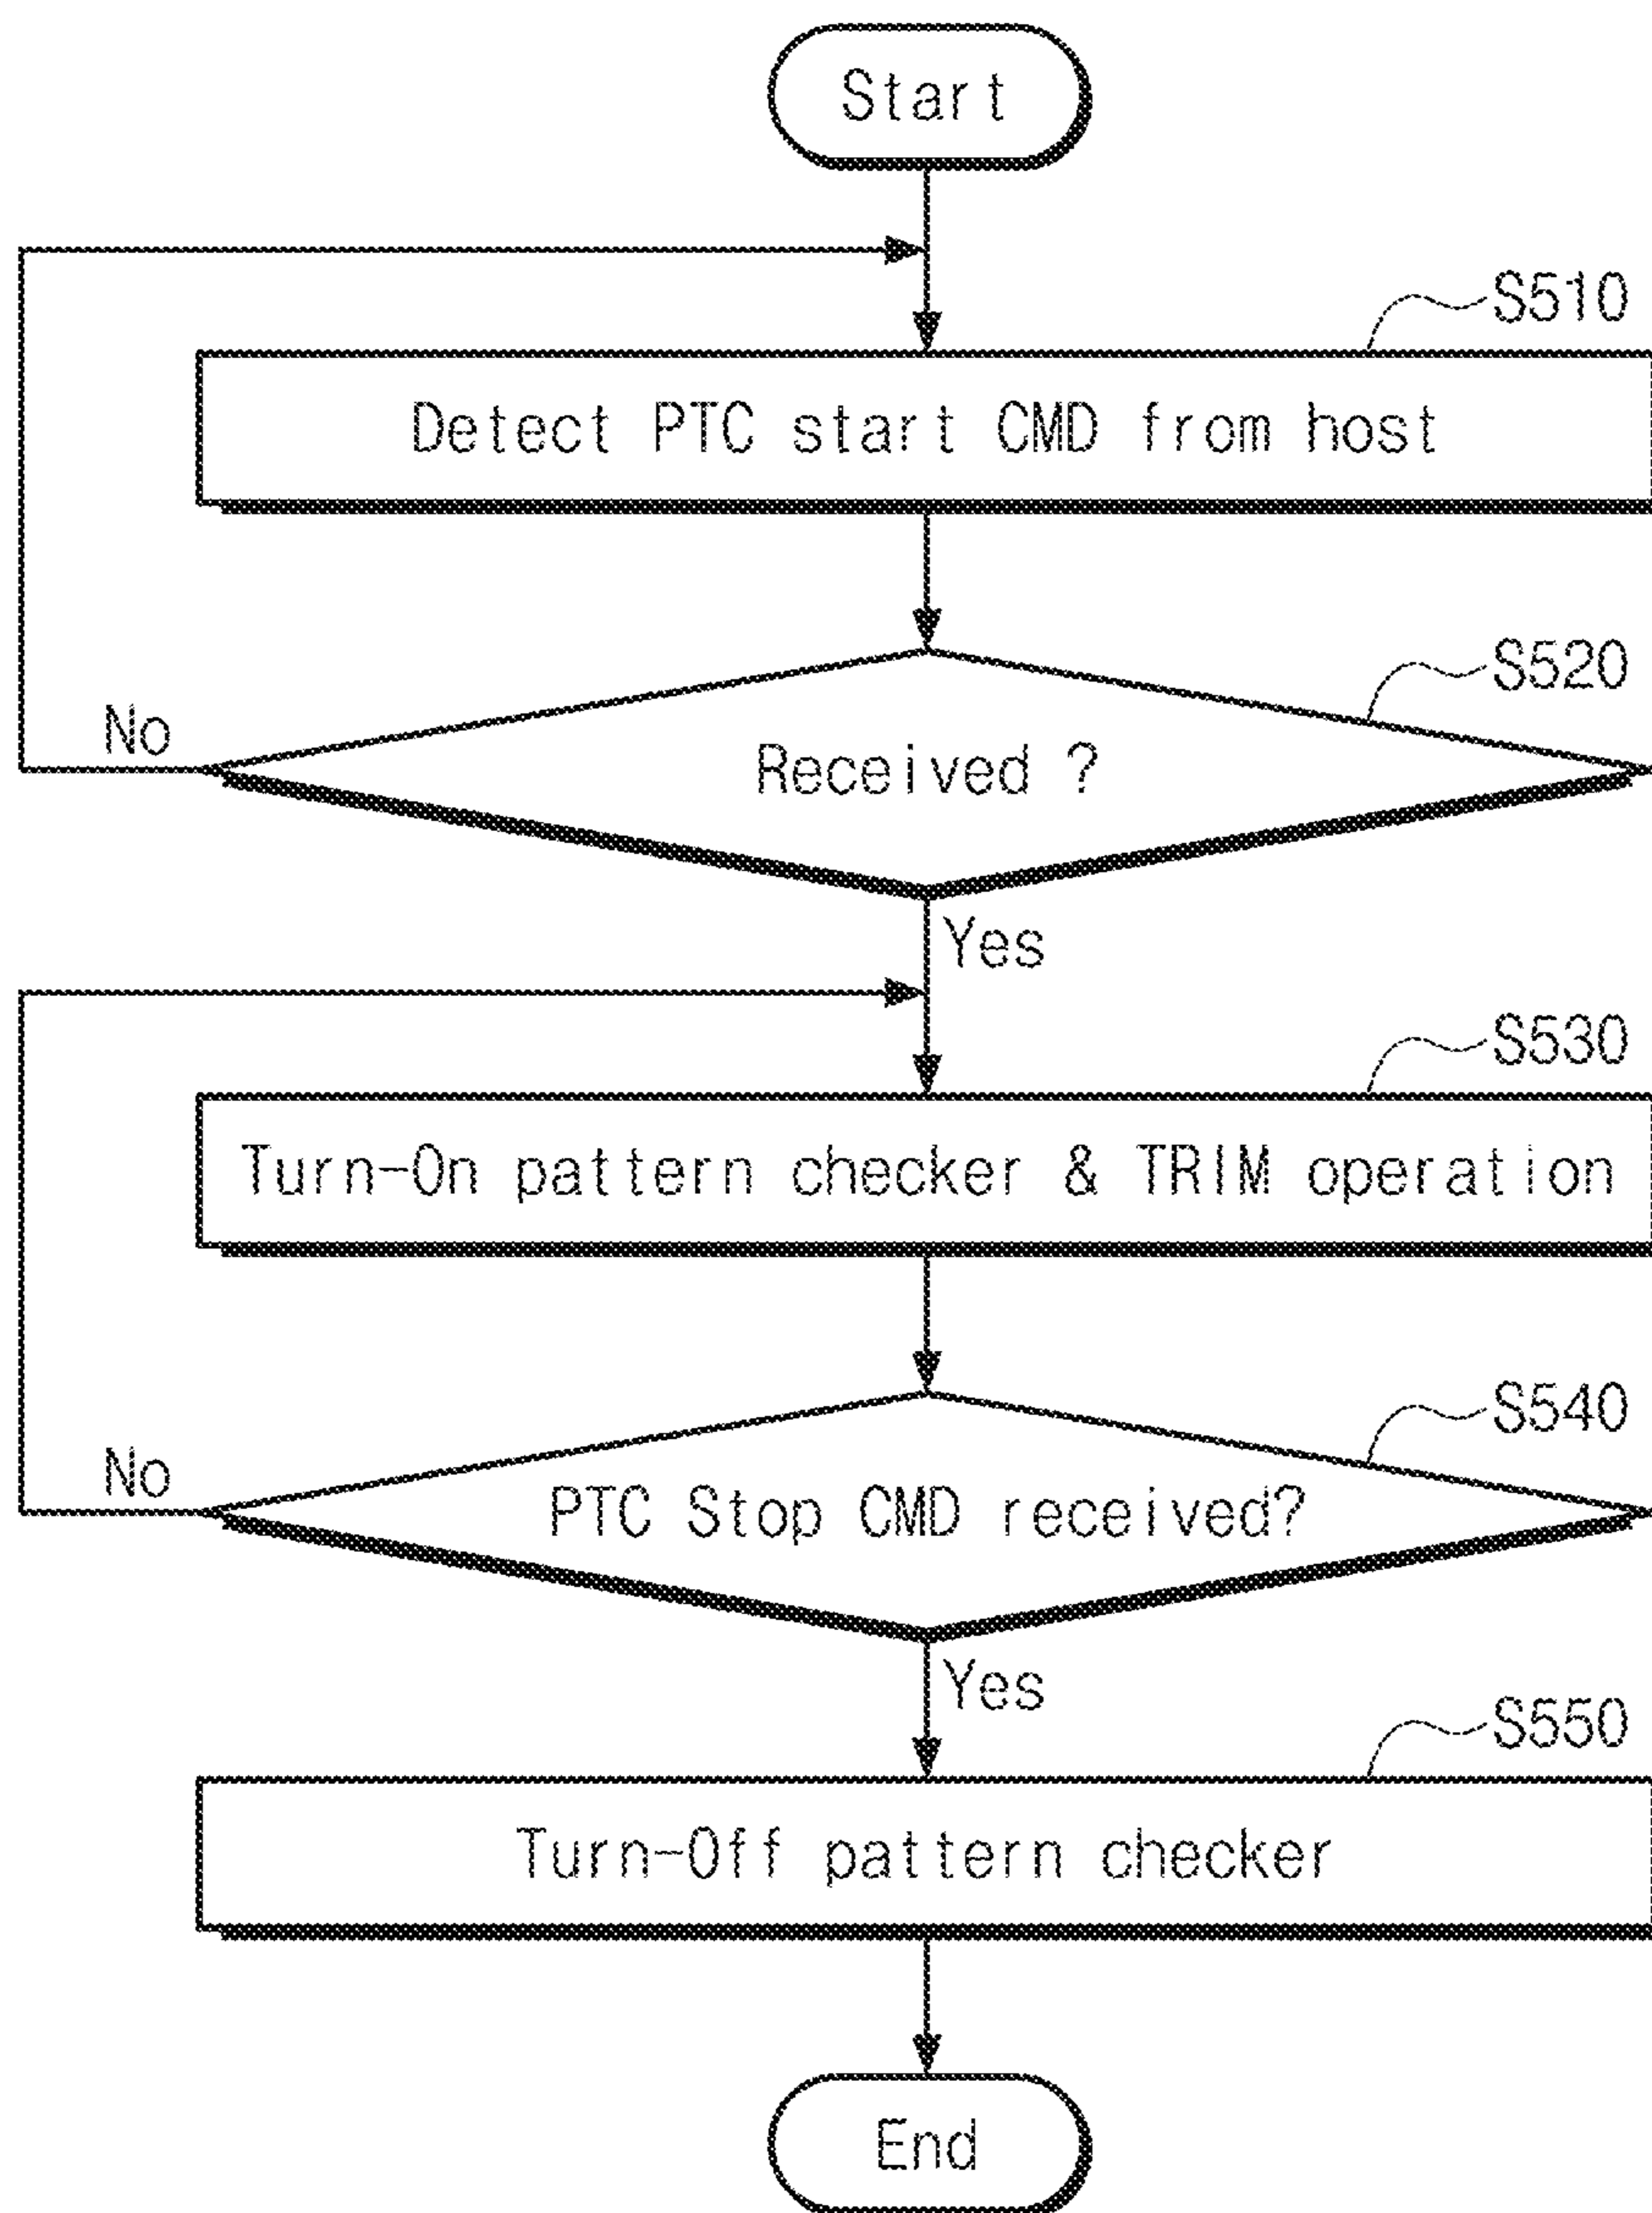 Start
S510
Detect PTC start CMD from host
S520
Received ?
No
Yes
S530
Turn-On pattern checker & TRIM operation
S540
PTC Stop CMD received?
No
Yes
S550
Turn-Off pattern checker
End